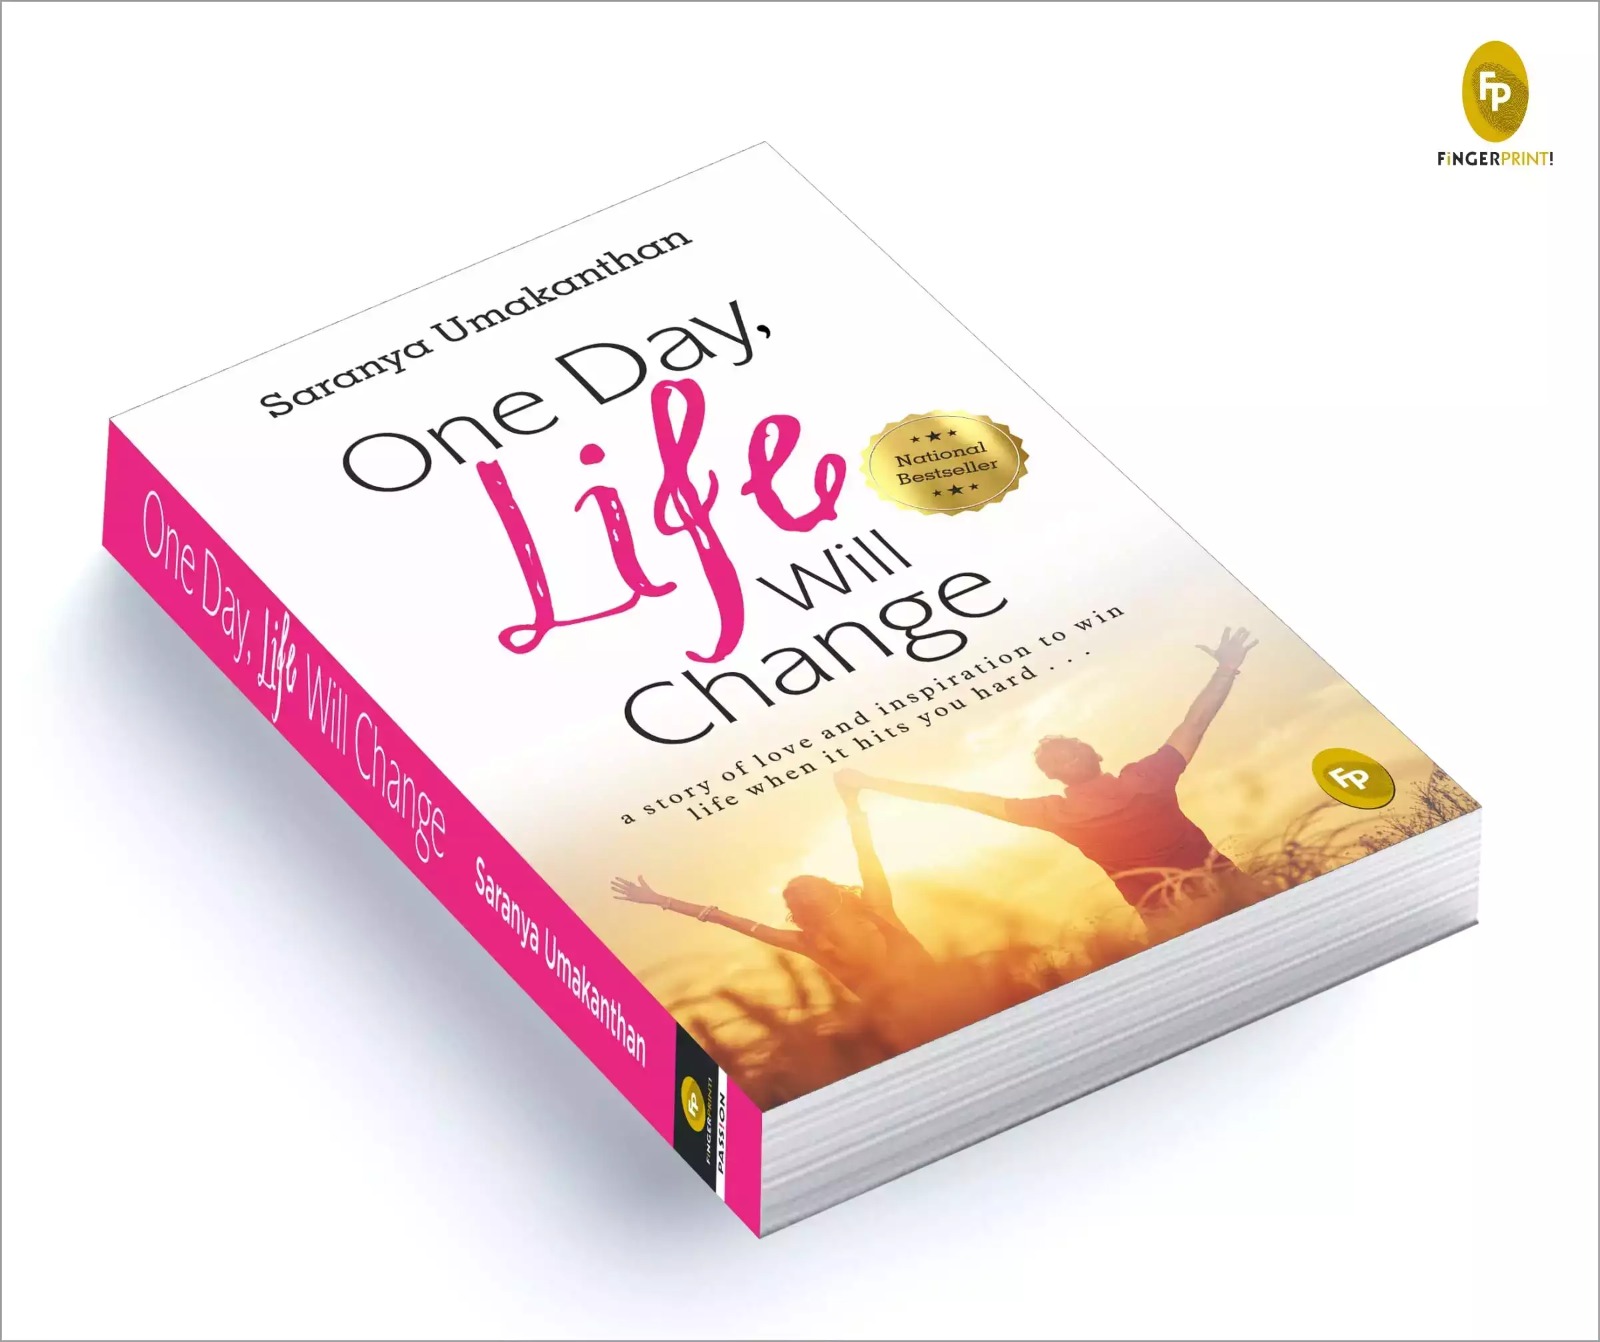 FP
FiNGERPRINT!
Saranya Umakanthan
One Day,
Life
Will
Change
National
Bestseller
a story of love and inspiration to win
life when it hits you hard . . .
FP
One Day, Life Will Change
Saranya Umakanthan
FP
FiNGERPRINT!
PASSION